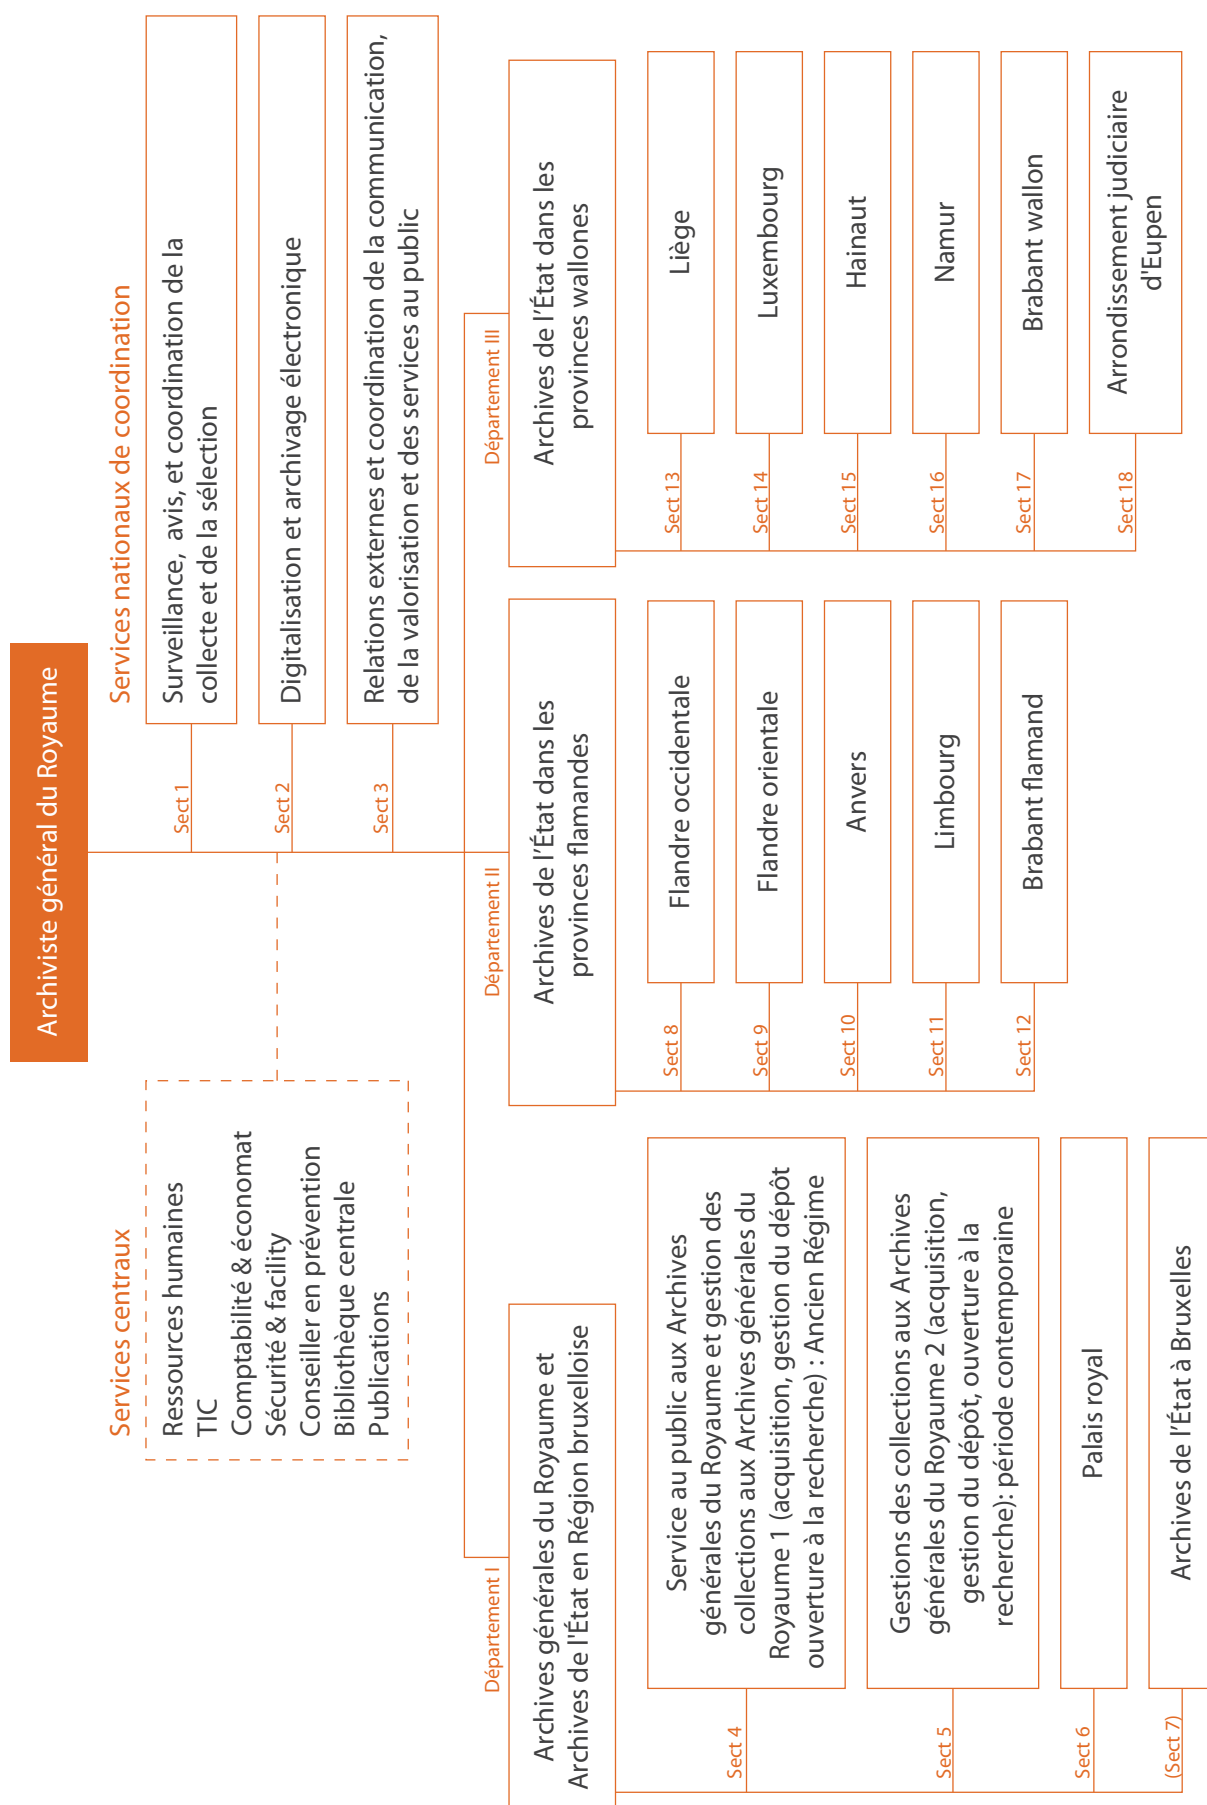 Archiviste général du Royaume
Services centraux
Ressources humaines
TIC
Comptabilité & économat
Sécurité & facility
Conseiller en prévention
Bibliothèque centrale
Publications
Services nationaux de coordination
Sect 1
Surveillance, avis, et coordination de la
collecte et de la sélection
Sect 2
Digitalisation et archivage électronique
Sect 3
Relations externes et coordination de la communication,
de la valorisation et des services au public
Département I
Archives générales du Royaume et
Archives de l'État en Région bruxelloise
Sect 4
Service au public aux Archives
générales du Royaume et gestion des
collections aux Archives générales du
Royaume 1 (acquisition, gestion du dépôt
ouverture à la recherche) : Ancien Régime
Sect 5
Gestions des collections aux Archives
générales du Royaume 2 (acquisition,
gestion du dépôt, ouverture à la
recherche): période contemporaine
Sect 6
Palais royal
(Sect 7)
Archives de l'État à Bruxelles
Département II
Archives de l'État dans les
provinces flamandes
Sect 8
Flandre occidentale
Sect 9
Flandre orientale
Sect 10
Anvers
Sect 11
Limbourg
Sect 12
Brabant flamand
Département III
Archives de l'État dans les
provinces wallones
Sect 13
Liège
Sect 14
Luxembourg
Sect 15
Hainaut
Sect 16
Namur
Sect 17
Brabant wallon
Sect 18
Arrondissement judiciaire
d'Eupen